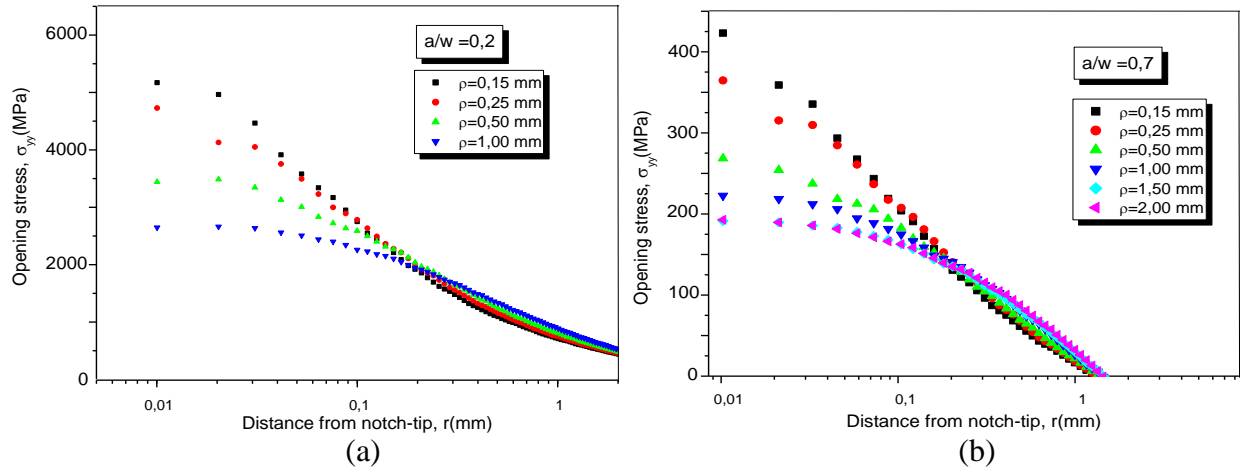 6000
4000
2000
0
Opening stress, σyy(MPa)
a/w =0,2
ρ=0,15 mm
ρ=0,25 mm
ρ=0,50 mm
ρ=1,00 mm
0,01
0,1
1
Distance from notch-tip, r(mm)
(a)
400
300
200
100
0
Opening stress, σyy(MPa)
a/w =0,7
ρ=0,15 mm
ρ=0,25 mm
ρ=0,50 mm
ρ=1,00 mm
ρ=1,50 mm
ρ=2,00 mm
0,01
0,1
1
Distance from notch-tip, r(mm)
(b)